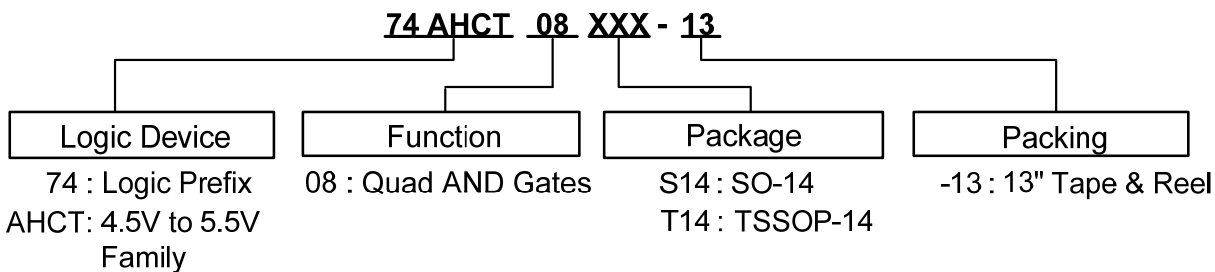 74 AHCT 08 XXX - 13
Logic Device
Function
Package
Packing
74 : Logic Prefix
08 : Quad AND Gates
S14 : SO-14
-13 : 13" Tape & Reel
AHCT: 4.5V to 5.5V
T14 : TSSOP-14
Family